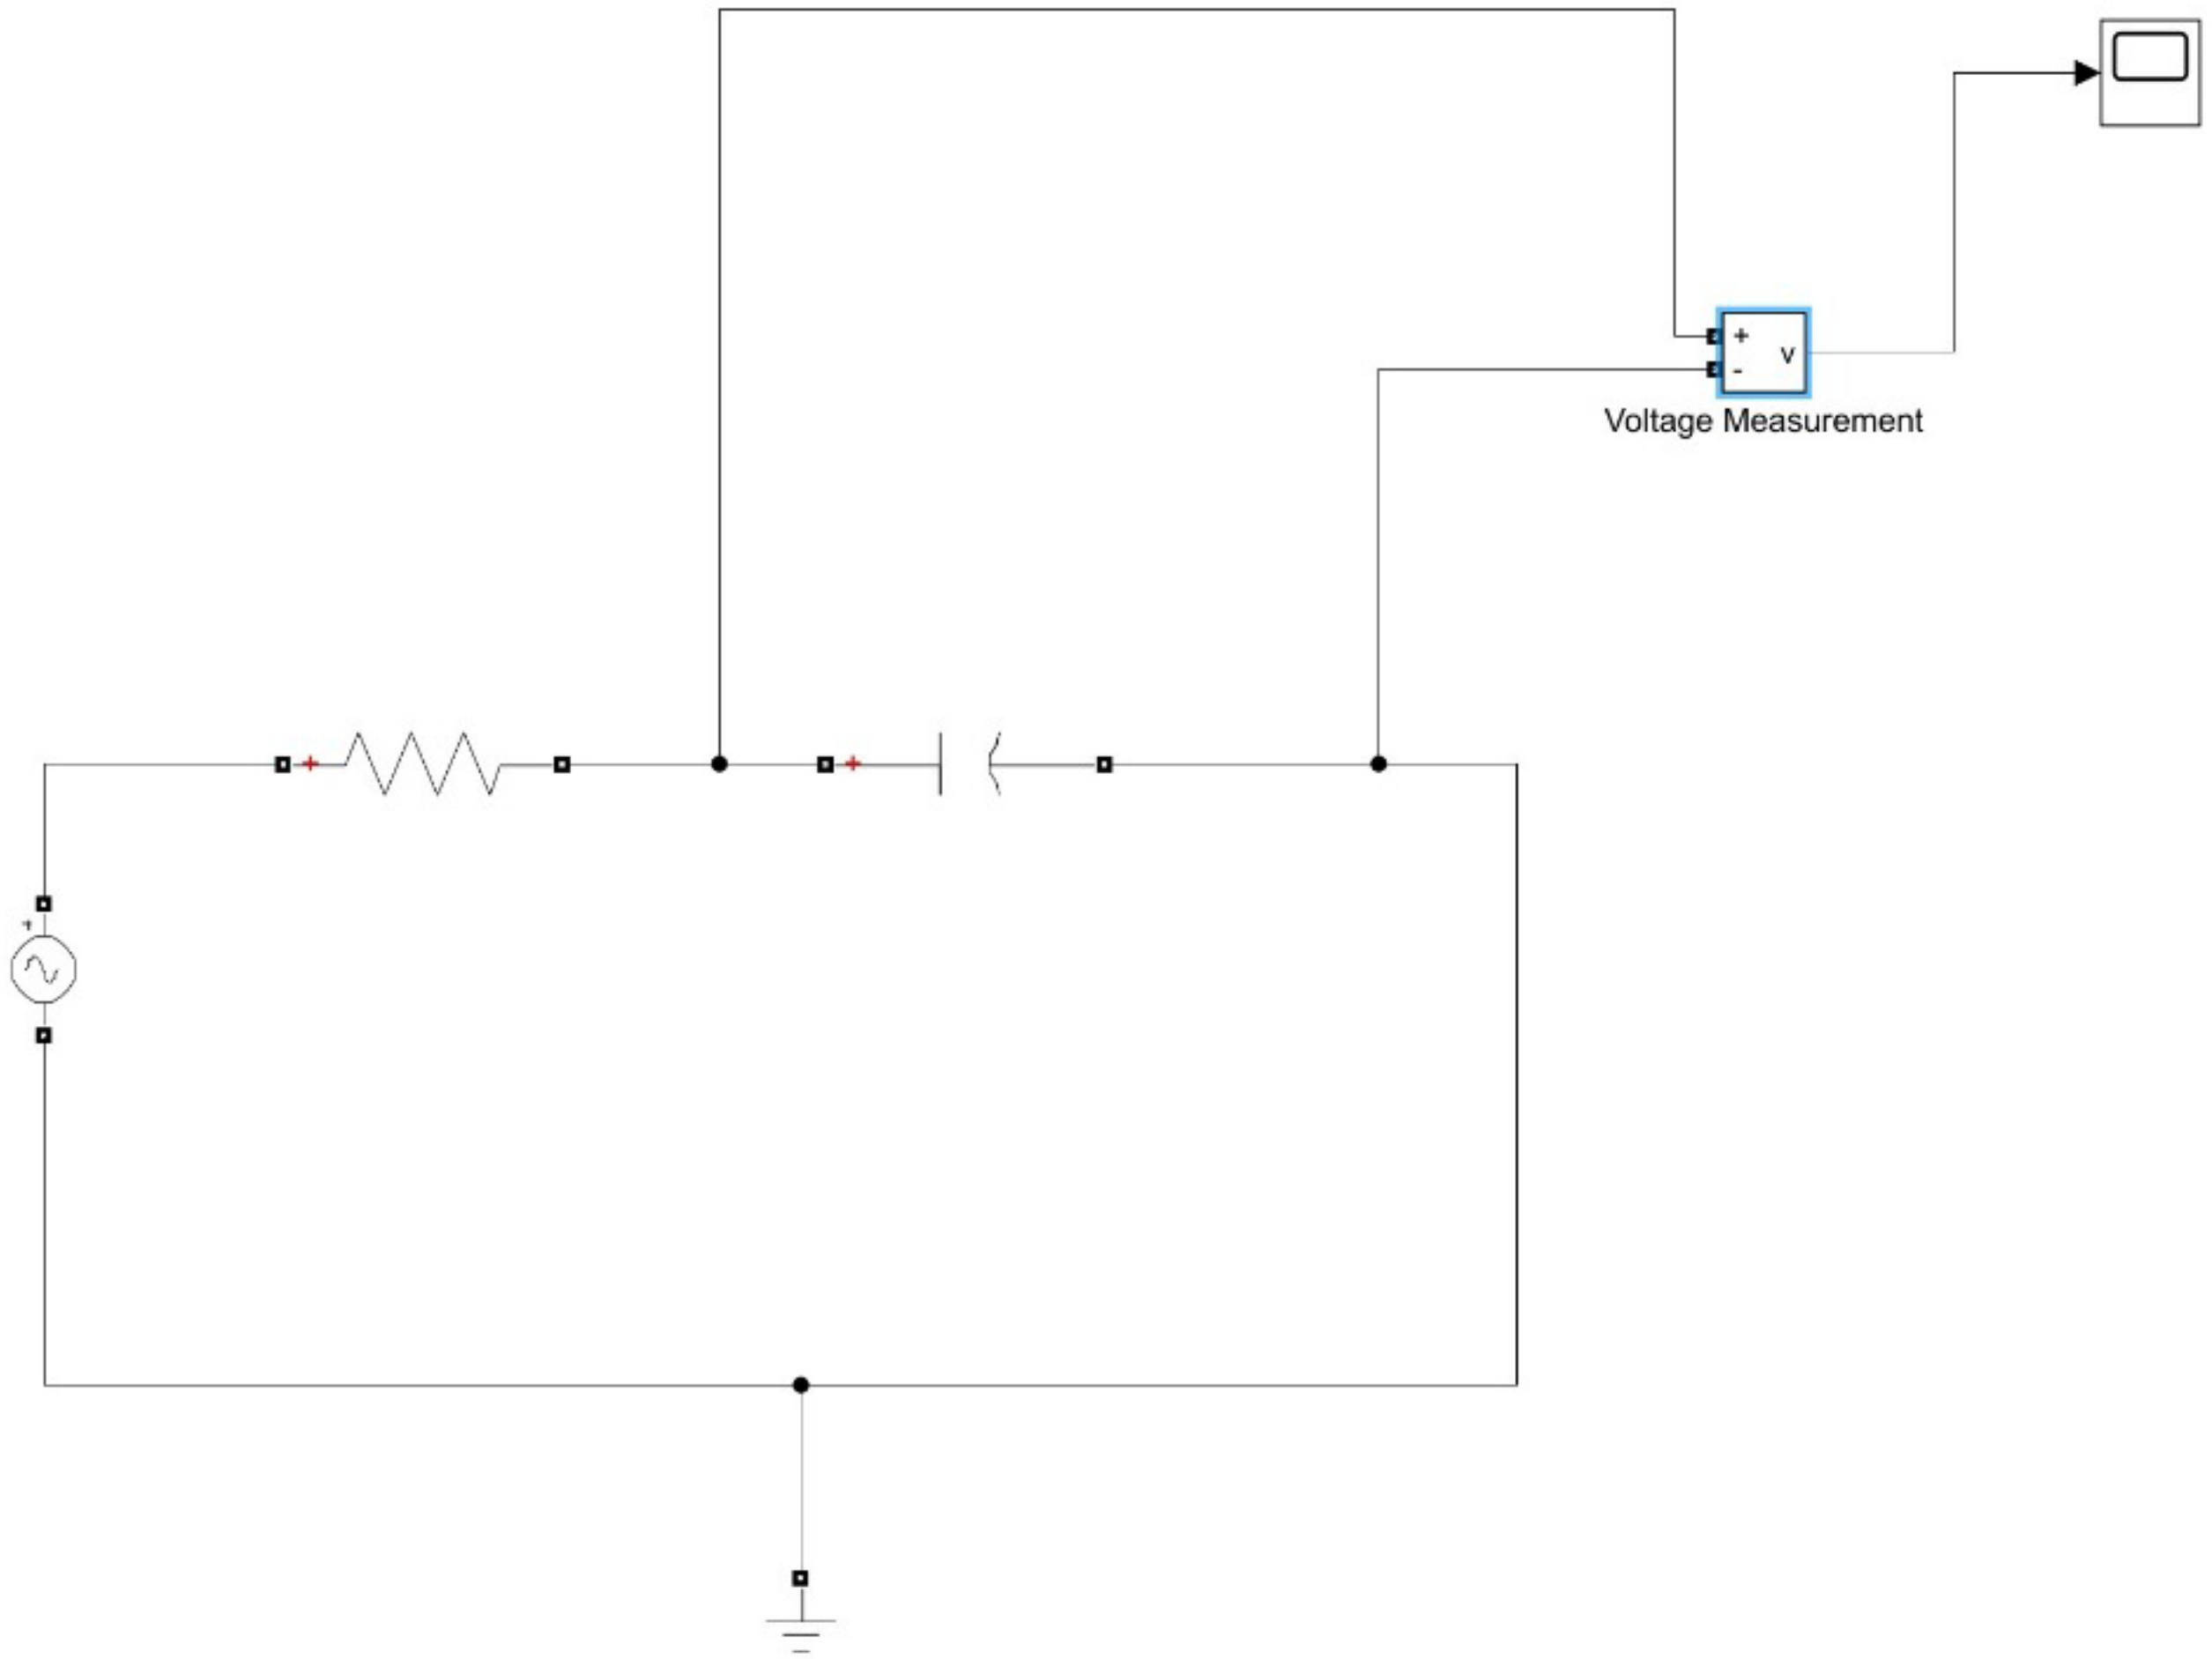 +
-
v
Voltage Measurement
+
+
+